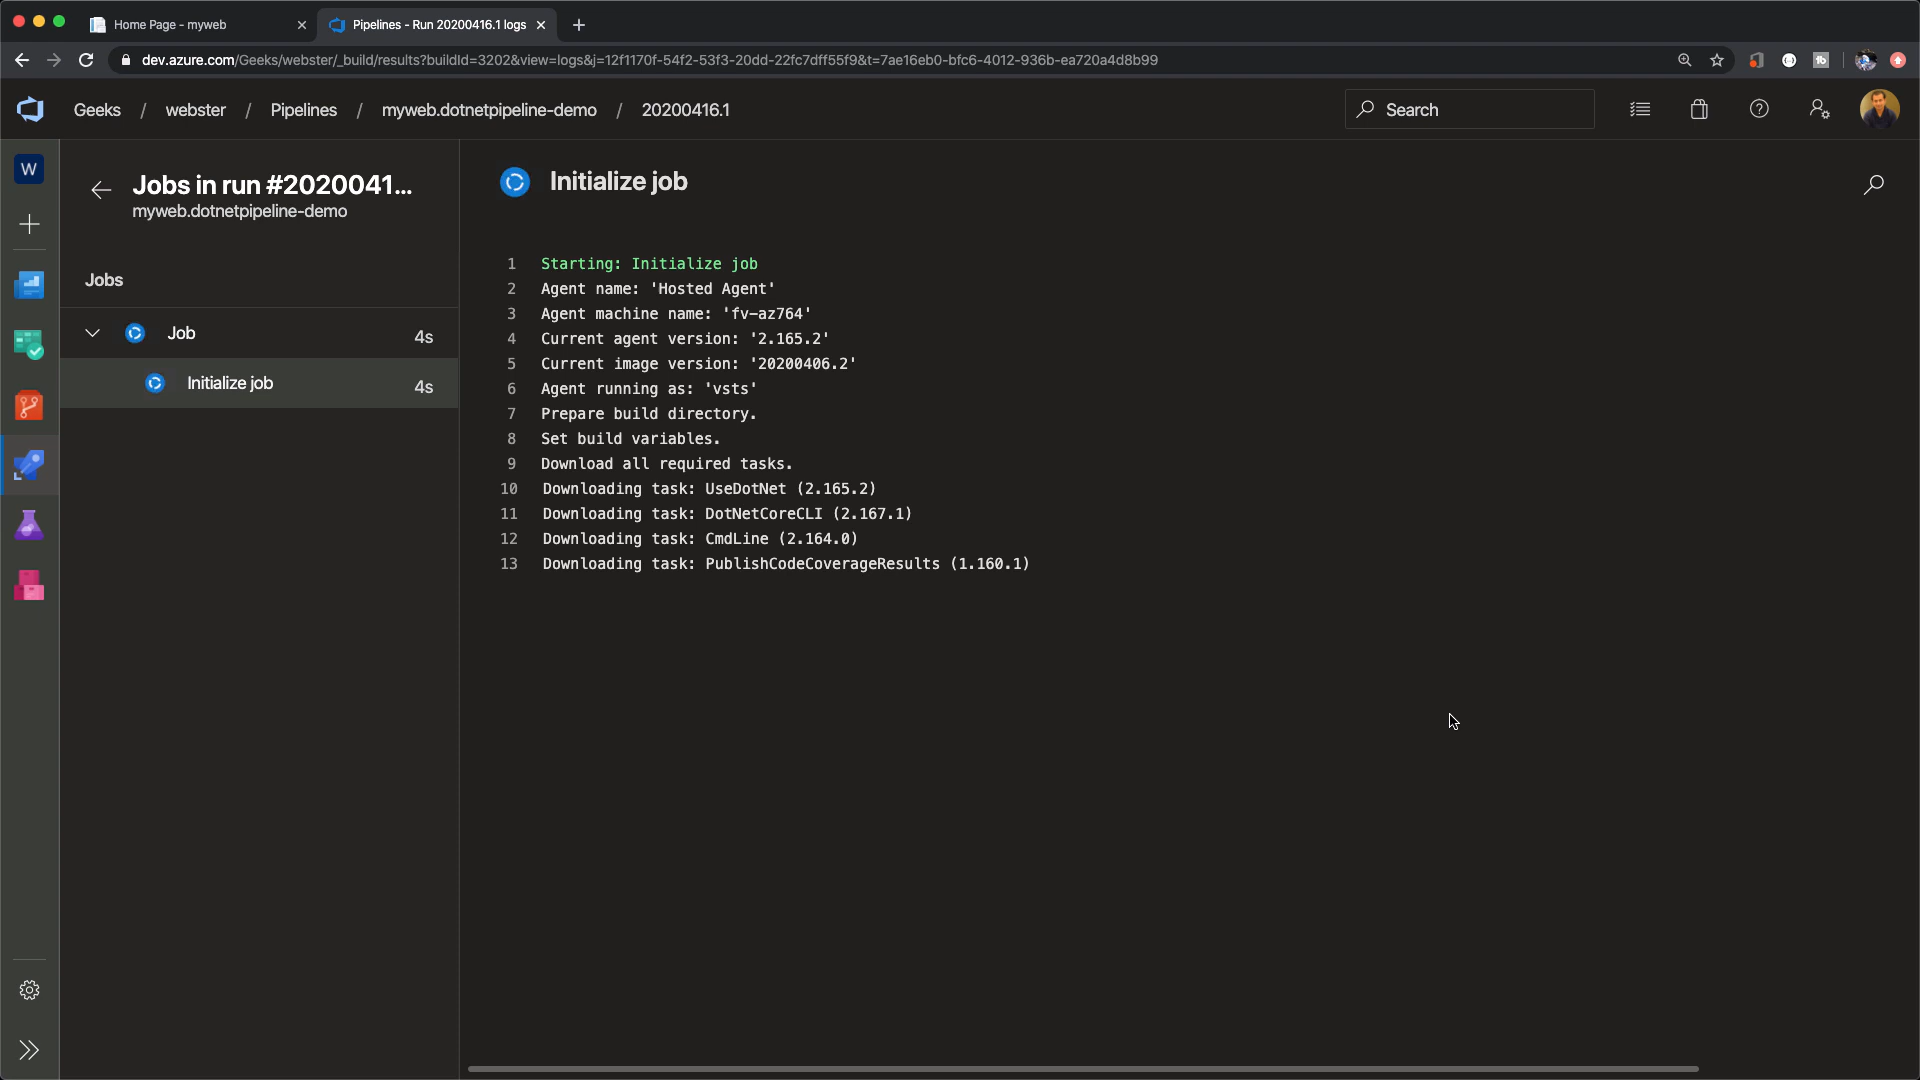 Home Page - myweb
Pipelines - Run 20200416.1 logs
dev.azure.com/Geeks/webster/_build/results?buildId=3202&view=logs&j=12f1170f-54f2-53f3-20dd-22fc7dff55f9&t=7ae16eb0-bfc6-4012-936b-ea720a4d8b99
tb
Geeks / webster / Pipelines / myweb.dotnetpipeline-demo / 20200416.1
Search
W
Jobs in run #2020041...
myweb.dotnetpipeline-demo
Jobs
Job 4s
Initialize job 4s
Initialize job
1 Starting: Initialize job
2 Agent name: 'Hosted Agent'
3 Agent machine name: 'fv-az764'
4 Current agent version: '2.165.2'
5 Current image version: '20200406.2'
6 Agent running as: 'vsts'
7 Prepare build directory.
8 Set build variables.
9 Download all required tasks.
10 Downloading task: UseDotNet (2.165.2)
11 Downloading task: DotNetCoreCLI (2.167.1)
12 Downloading task: CmdLine (2.164.0)
13 Downloading task: PublishCodeCoverageResults (1.160.1)